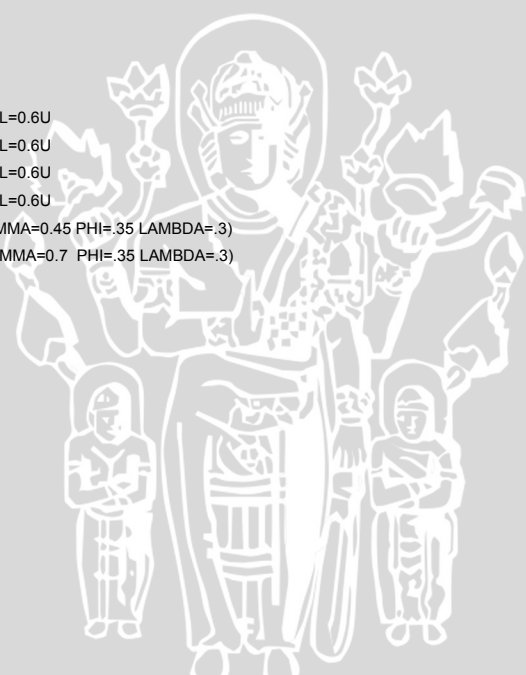 L=0.6U
L=0.6U
L=0.6U
L=0.6U
MMA=0.45 PHI=.35 LAMBDA=.3)
MMA=0.7 PHI=.35 LAMBDA=.3)